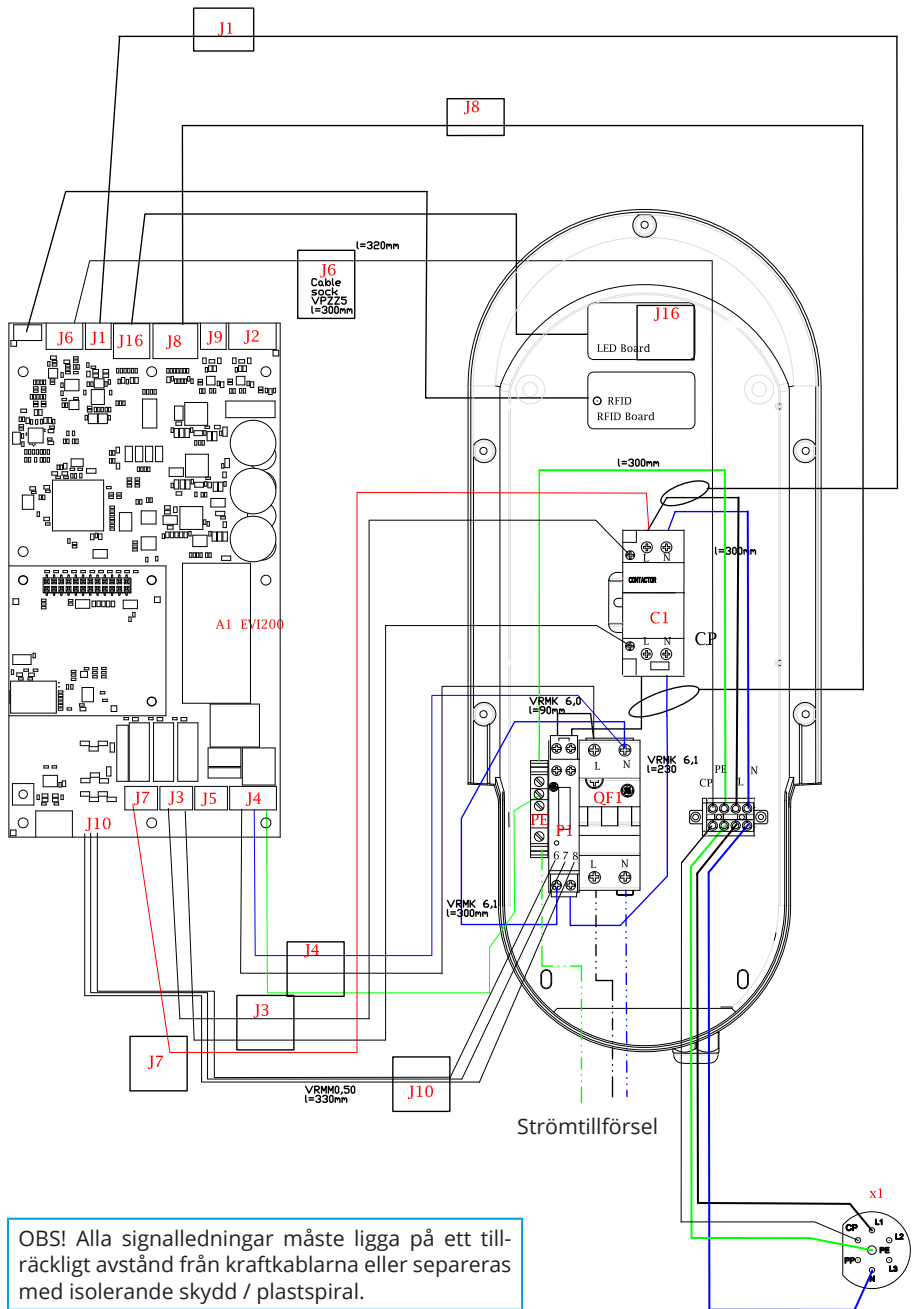 J1
J8
l=320mm
J6
Cable
sock
VPZZ5
l=300mm
J6
J1
J16
J8
J9
J2
J16
LED Board
RFID
RFID Board
l=300mm
l=300mm
L N
CONTACTOR
C1
CP
L N
A1 EVI200
VRMK 6,0
l=90mm
VRMK 6,1
l=230
L N
QF1
PE
P1
6 7 8
L N
CP PE L N
J7
J3
J5
J4
J10
VRMK 6,1
l=300mm
J4
J3
J7
J10
VRMM0,50
l=330mm
Strömtillförsel
x1
CP
L1
L2
PE
PP
L3
N
OBS! Alla signalledningar måste ligga på ett till-
räckligt avstånd från kraftkablarna eller separeras
med isolerande skydd / plastspiral.